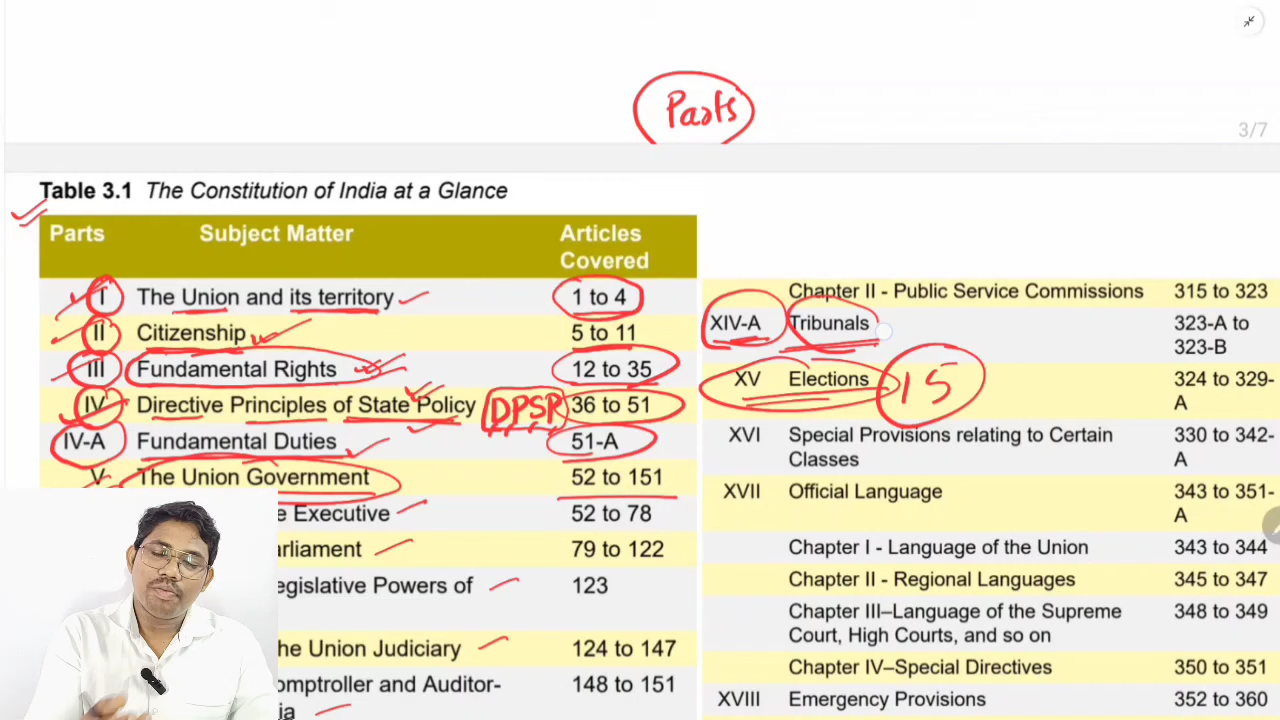 Parts
3/7
Table 3.1 The Constitution of India at a Glance
Parts Subject Matter Articles Covered
I The Union and its territory 1 to 4
II Citizenship 5 to 11
III Fundamental Rights 12 to 35
IV Directive Principles of State Policy DPSP 36 to 51
IV-A Fundamental Duties 51-A
V The Union Government 52 to 151
e Executive 52 to 78
arliament 79 to 122
egislative Powers of 123
he Union Judiciary 124 to 147
omptroller and Auditor- 148 to 151
ia
Chapter II - Public Service Commissions 315 to 323
XIV-A Tribunals 323-A to
323-B
XV Elections 15 324 to 329-
A
XVI Special Provisions relating to Certain 330 to 342-
Classes A
XVII Official Language 343 to 351-
A
Chapter I - Language of the Union 343 to 344
Chapter II - Regional Languages 345 to 347
Chapter III–Language of the Supreme 348 to 349
Court, High Courts, and so on
Chapter IV–Special Directives 350 to 351
XVIII Emergency Provisions 352 to 360